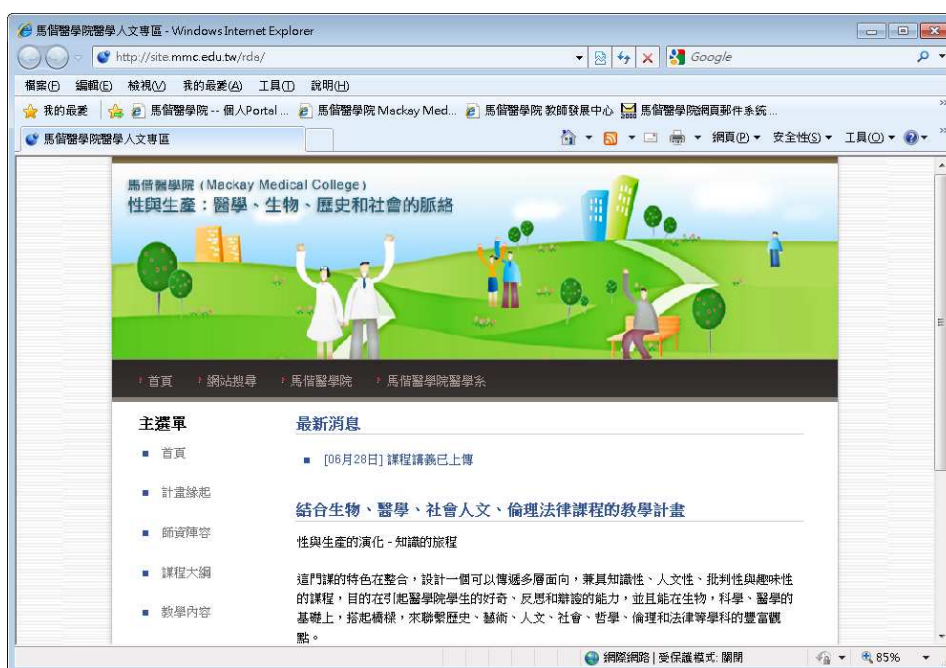 馬偕醫學院醫學人文專區 - Windows Internet Explorer
http://site.mmc.edu.tw/rda/
Google
檔案(F) 編輯(E) 檢視(V) 我的最愛(A) 工具(T) 說明(H)
我的最愛 馬偕醫學院 -- 個人Portal ... 馬偕醫學院 Mackay Med... 馬偕醫學院 教師發展中心 馬偕醫學院網頁郵件系統 ...
馬偕醫學院醫學人文專區 網頁(P) 安全性(S) 工具(O)
馬偕醫學院 (Mackay Medical College)
性與生產：醫學、生物、歷史和社會的脈絡
首頁 網站搜尋 馬偕醫學院 馬偕醫學院醫學系
主選單
首頁
計畫緣起
師資陣容
課程大綱
教學內容
最新消息
[06月28日] 課程講義已上傳
結合生物、醫學、社會人文、倫理法律課程的教學計畫
性與生產的演化 - 知識的旅程
這門課的特色在整合，設計一個可以傳遞多層面向，兼具知識性、人文性、批判性與趣味性
的課程，目的在引起醫學院學生的好奇、反思和辯證的能力，並且能在生物，科學、醫學的
基礎上，搭起橋樑，來聯繫歷史、藝術、人文、社會、哲學、倫理和法律等學科的豐富觀
點。
網際網路 | 受保護模式: 關閉 85%